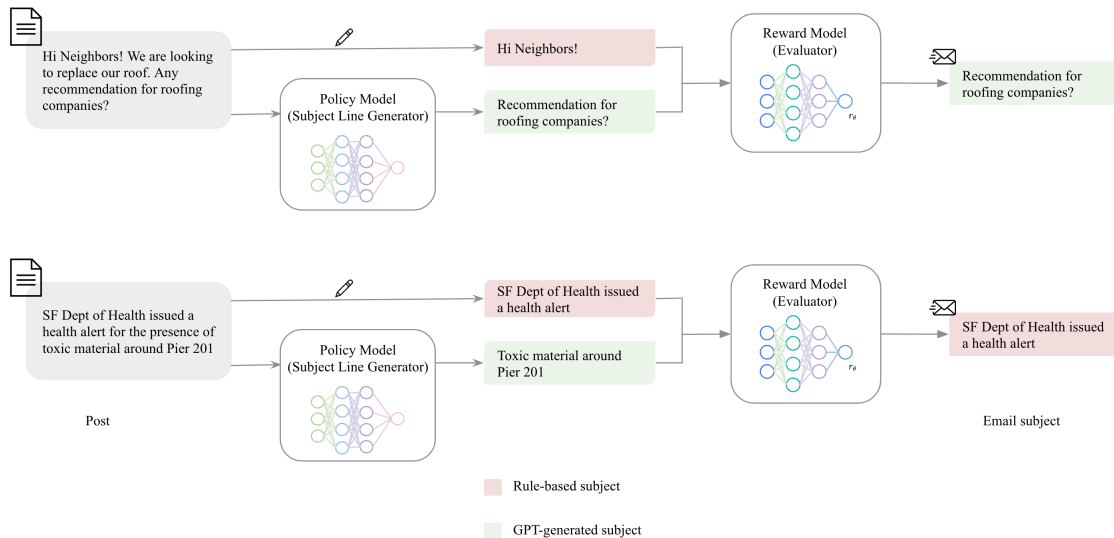 Hi Neighbors! We are looking
to replace our roof. Any
recommendation for roofing
companies?
Policy Model
(Subject Line Generator)
Hi Neighbors!
Recommendation for
roofing companies?
Reward Model
(Evaluator)
rθ
Recommendation for
roofing companies?
SF Dept of Health issued a
health alert for the presence of
toxic material around Pier 201
Policy Model
(Subject Line Generator)
SF Dept of Health issued
a health alert
Toxic material around
Pier 201
Reward Model
(Evaluator)
rθ
SF Dept of Health issued
a health alert
Post
Email subject
Rule-based subject
GPT-generated subject